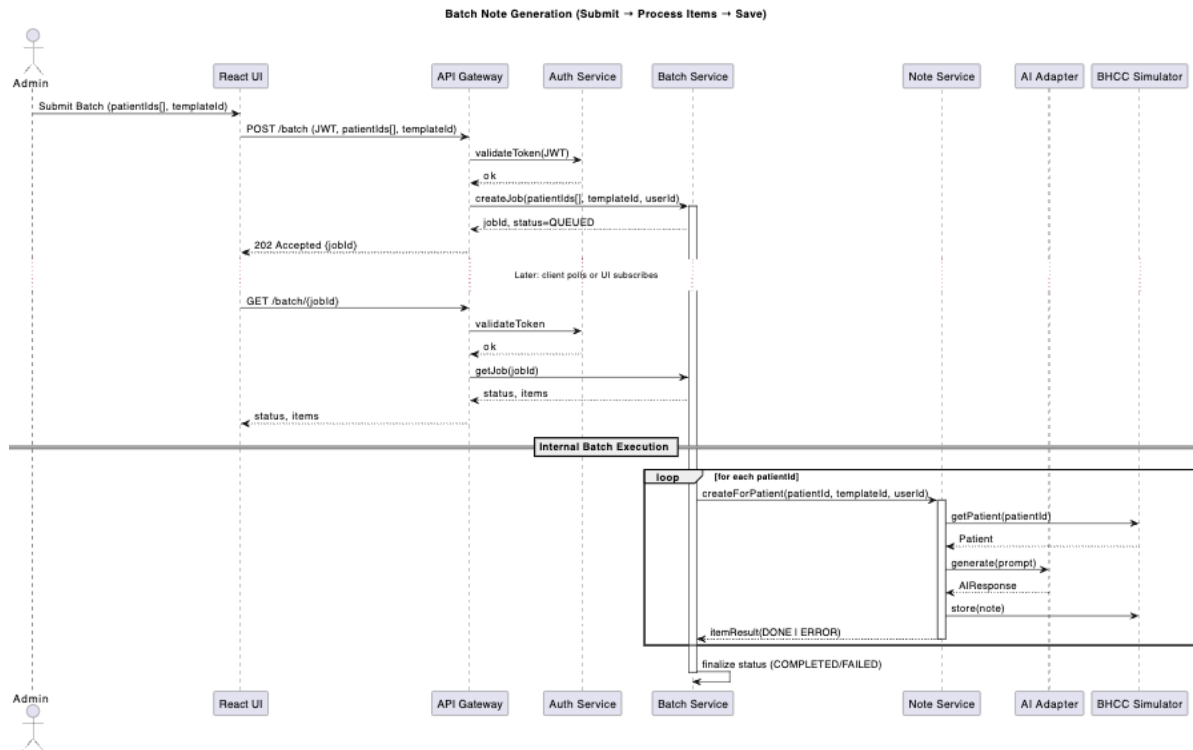 Batch Note Generation (Submit → Process Items → Save)
Admin
React UI
API Gateway
Auth Service
Batch Service
Note Service
AI Adapter
BHCC Simulator
Submit Batch (patientIds[], templateId)
POST /batch (JWT, patientIds[], templateId)
validateToken(JWT)
ok
createJob(patientIds[], templateId, userId)
jobId, status=QUEUED
202 Accepted {jobId}
Later: client polls or UI subscribes
GET /batch/{jobId}
validateToken
ok
getJob(jobId)
status, items
status, items
Internal Batch Execution
loop
[for each patientId]
createForPatient(patientId, templateId, userId)
getPatient(patientId)
Patient
generate(prompt)
AIResponse
store(note)
itemResult(DONE | ERROR)
finalize status (COMPLETED/FAILED)
Admin
React UI
API Gateway
Auth Service
Batch Service
Note Service
AI Adapter
BHCC Simulator